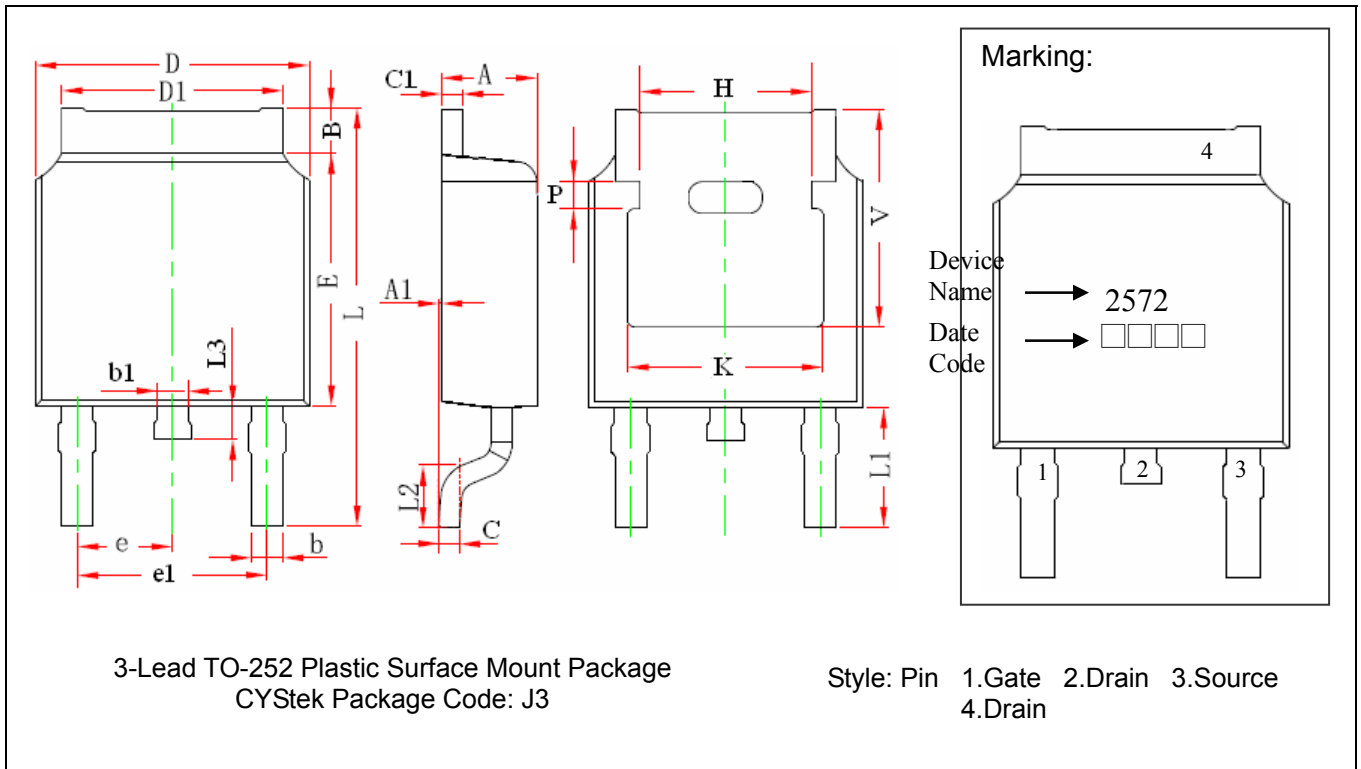 D
D1
B
E
L
L3
b1
e
e1
b
C1
A
A1
L2
C
H
P
V
K
L1
Marking:
4
Device
Name
2572
Date
Code
□□□□
1
2
3
3-Lead TO-252 Plastic Surface Mount Package
CYStek Package Code: J3
Style: Pin 1.Gate 2.Drain 3.Source
4.Drain